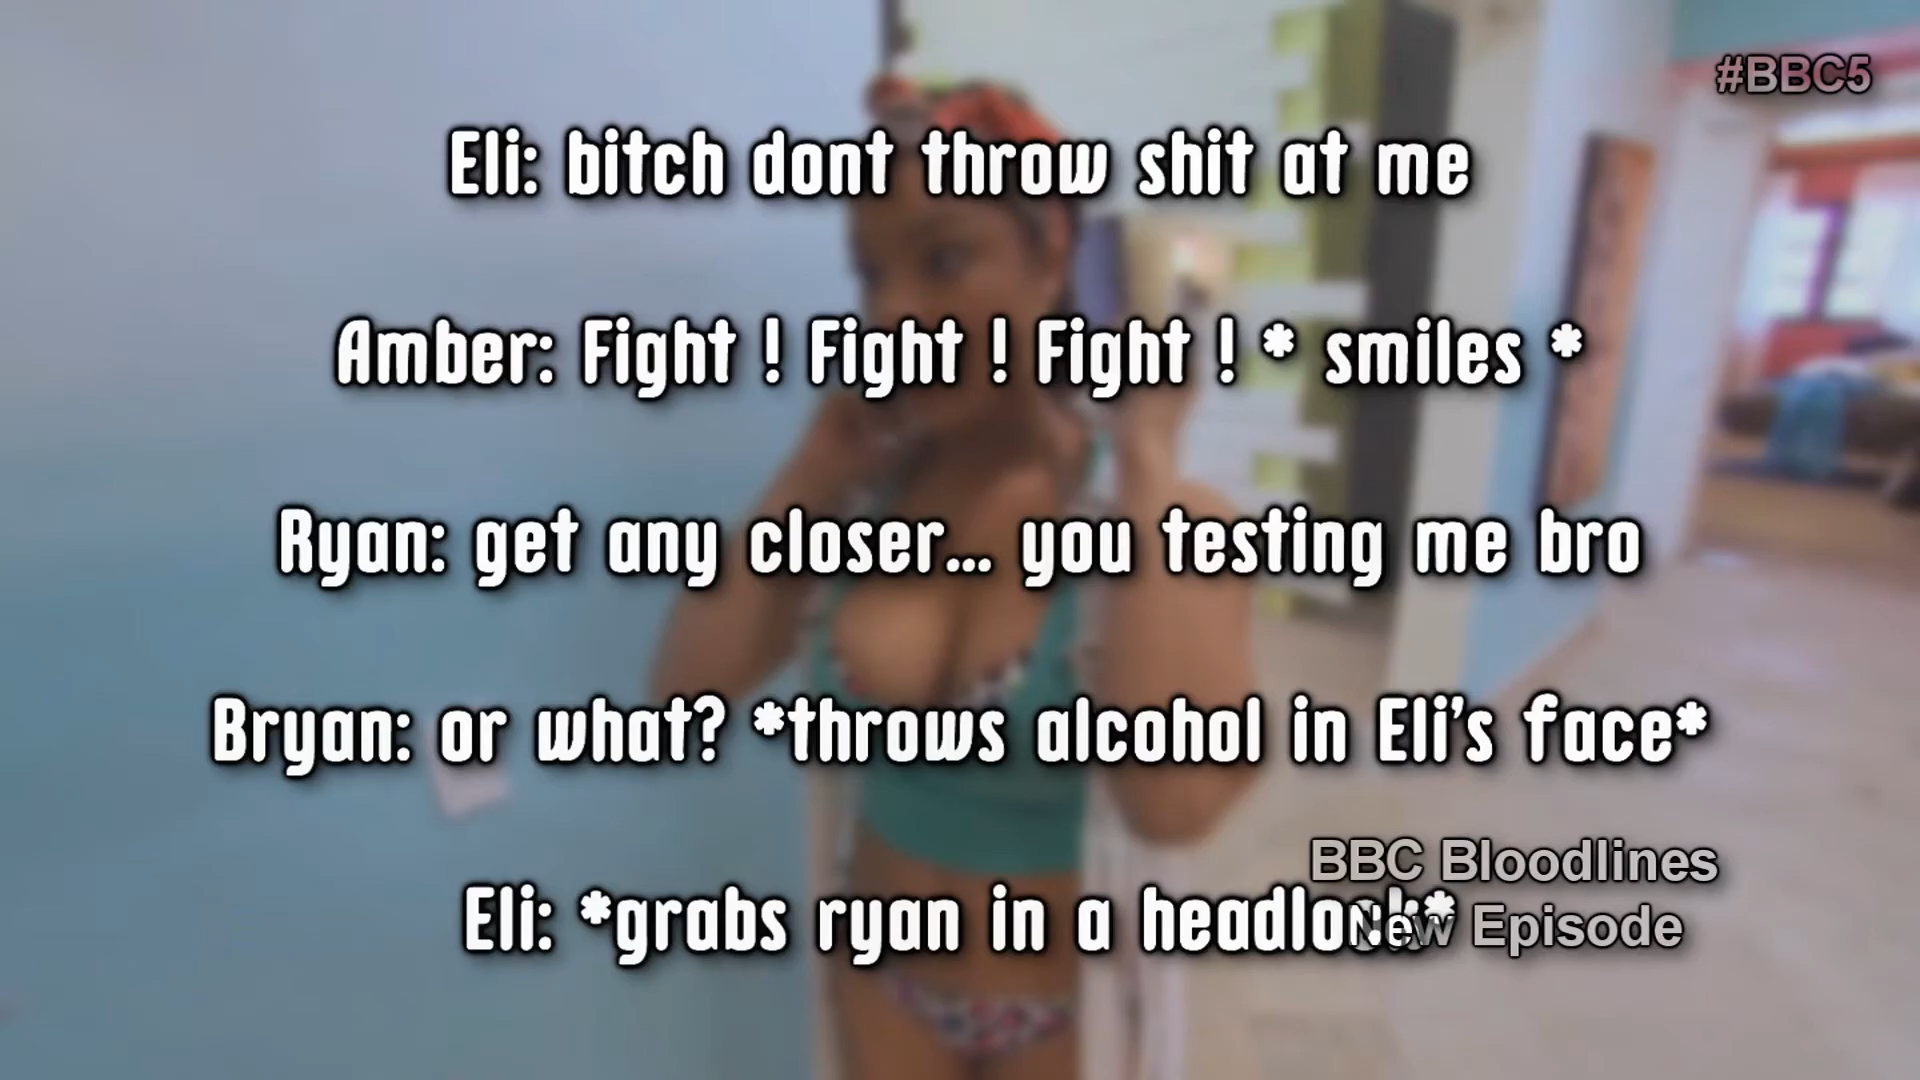 #BBC5
Eli: bitch dont throw shit at me
Amber: Fight ! Fight ! Fight ! * smiles *
Ryan: get any closer... you testing me bro
Bryan: or what? *throws alcohol in Eli's face*
BBC Bloodlines
Eli: *grabs ryan in a headlock*
New Episode